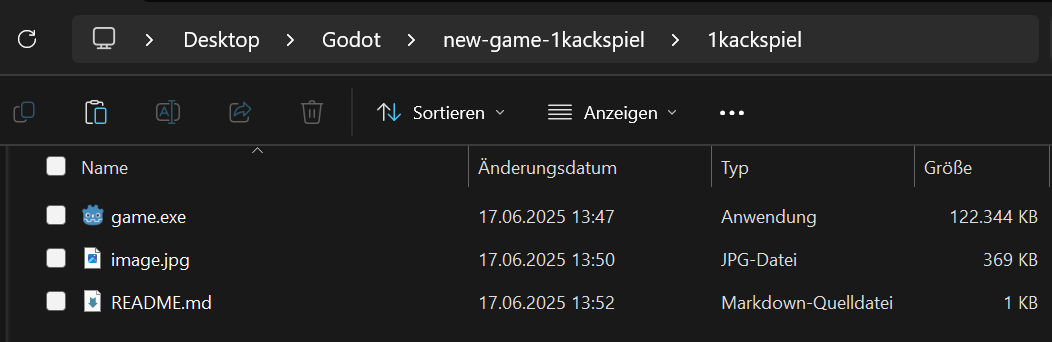 Desktop > Godot > new-game-1kackspiel > 1kackspiel
Sortieren Anzeigen
Name Änderungsdatum Typ Größe
game.exe 17.06.2025 13:47 Anwendung 122.344 KB
image.jpg 17.06.2025 13:50 JPG-Datei 369 KB
README.md 17.06.2025 13:52 Markdown-Quelldatei 1 KB